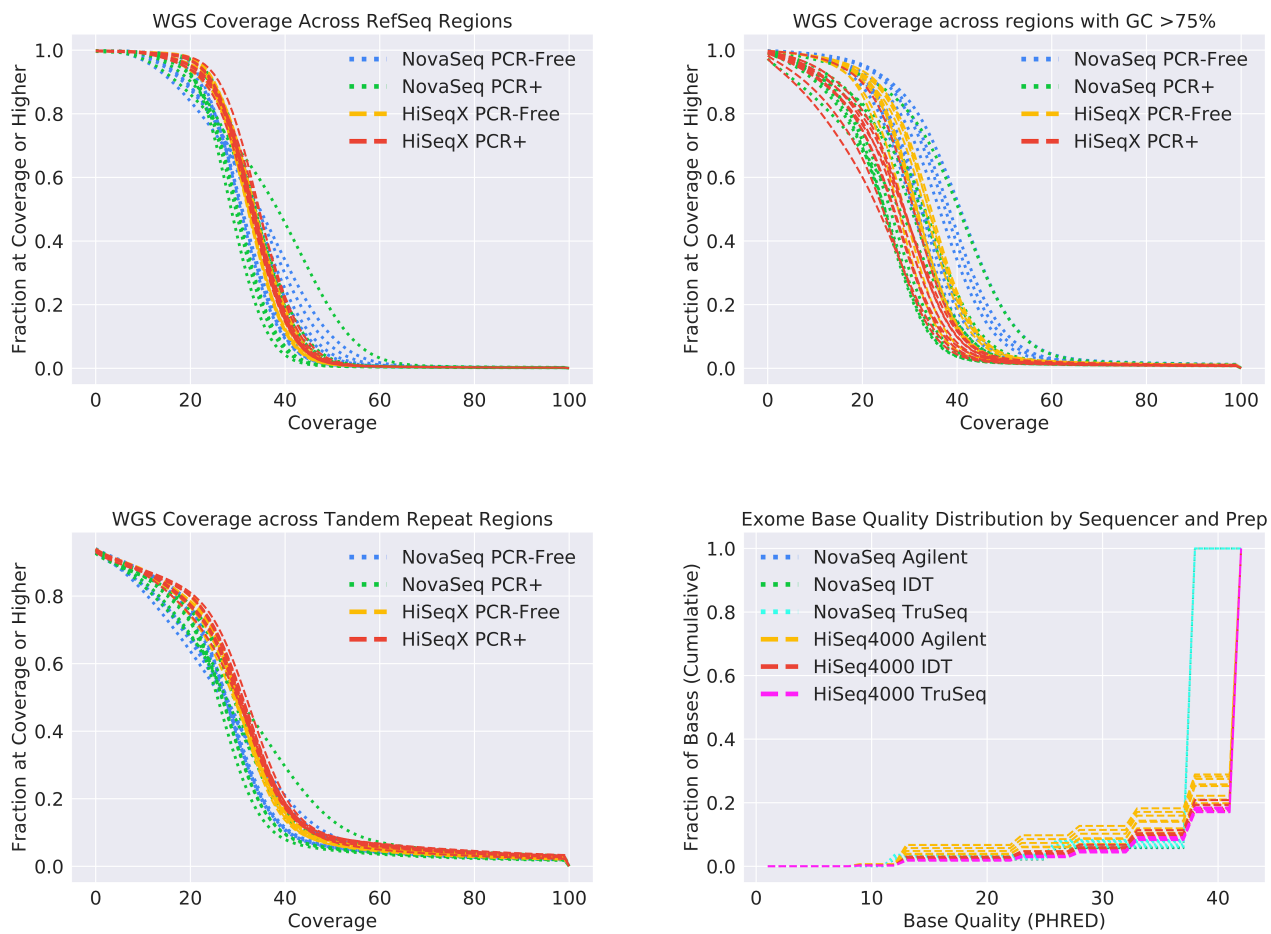 WGS Coverage Across RefSeq Regions
Fraction at Coverage or Higher
1.0
0.8
0.6
0.4
0.2
0.0
NovaSeq PCR-Free
NovaSeq PCR+
HiSeqX PCR-Free
HiSeqX PCR+
0 20 40 60 80 100
Coverage
WGS Coverage across regions with GC >75%
Fraction at Coverage or Higher
1.0
0.8
0.6
0.4
0.2
0.0
NovaSeq PCR-Free
NovaSeq PCR+
HiSeqX PCR-Free
HiSeqX PCR+
0 20 40 60 80 100
Coverage
WGS Coverage across Tandem Repeat Regions
Fraction at Coverage or Higher
0.8
0.6
0.4
0.2
0.0
NovaSeq PCR-Free
NovaSeq PCR+
HiSeqX PCR-Free
HiSeqX PCR+
0 20 40 60 80 100
Coverage
Exome Base Quality Distribution by Sequencer and Prep
Fraction of Bases (Cumulative)
1.0
0.8
0.6
0.4
0.2
0.0
NovaSeq Agilent
NovaSeq IDT
NovaSeq TruSeq
HiSeq4000 Agilent
HiSeq4000 IDT
HiSeq4000 TruSeq
0 10 20 30 40
Base Quality (PHRED)